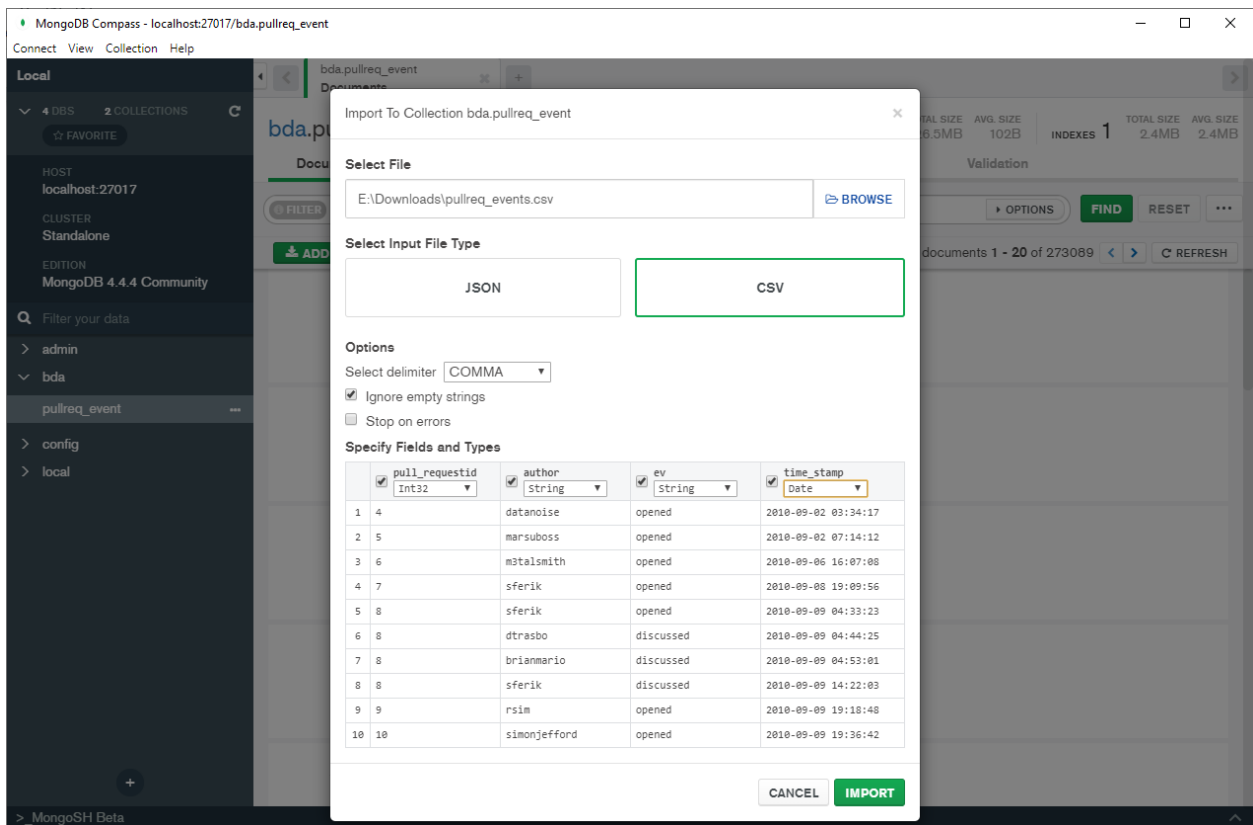 MongoDB Compass - localhost:27017/bda.pullreq_event
Connect View Collection Help
Local
4 DBS 2 COLLECTIONS
FAVORITE
HOST
localhost:27017
CLUSTER
Standalone
EDITION
MongoDB 4.4.4 Community
Filter your data
admin
bda
pullreq_event
config
local
>_MongoSH Beta
bda.pullreq_event
Documents
bda.pu
TAL SIZE AVG. SIZE
6.5MB 102B
INDEXES 1
TOTAL SIZE AVG. SIZE
2.4MB 2.4MB
Docu
Validation
FILTER
OPTIONS
FIND
RESET
ADD
documents 1 - 20 of 273089
REFRESH
Import To Collection bda.pullreq_event
Select File
E:\Downloads\pullreq_events.csv
BROWSE
Select Input File Type
JSON CSV
Options
Select delimiter COMMA
Ignore empty strings
Stop on errors
Specify Fields and Types
pull_requestid author ev time_stamp
Int32 String String Date
1 4 datanoise opened 2010-09-02 03:34:17
2 5 marsuboss opened 2010-09-02 07:14:12
3 6 m3talsmith opened 2010-09-06 16:07:08
4 7 sferik opened 2010-09-08 19:09:56
5 8 sferik opened 2010-09-09 04:33:23
6 8 dtrasbo discussed 2010-09-09 04:44:25
7 8 brianmario discussed 2010-09-09 04:53:01
8 8 sferik discussed 2010-09-09 14:22:03
9 9 rsim opened 2010-09-09 19:18:48
10 10 simonjefford opened 2010-09-09 19:36:42
CANCEL IMPORT